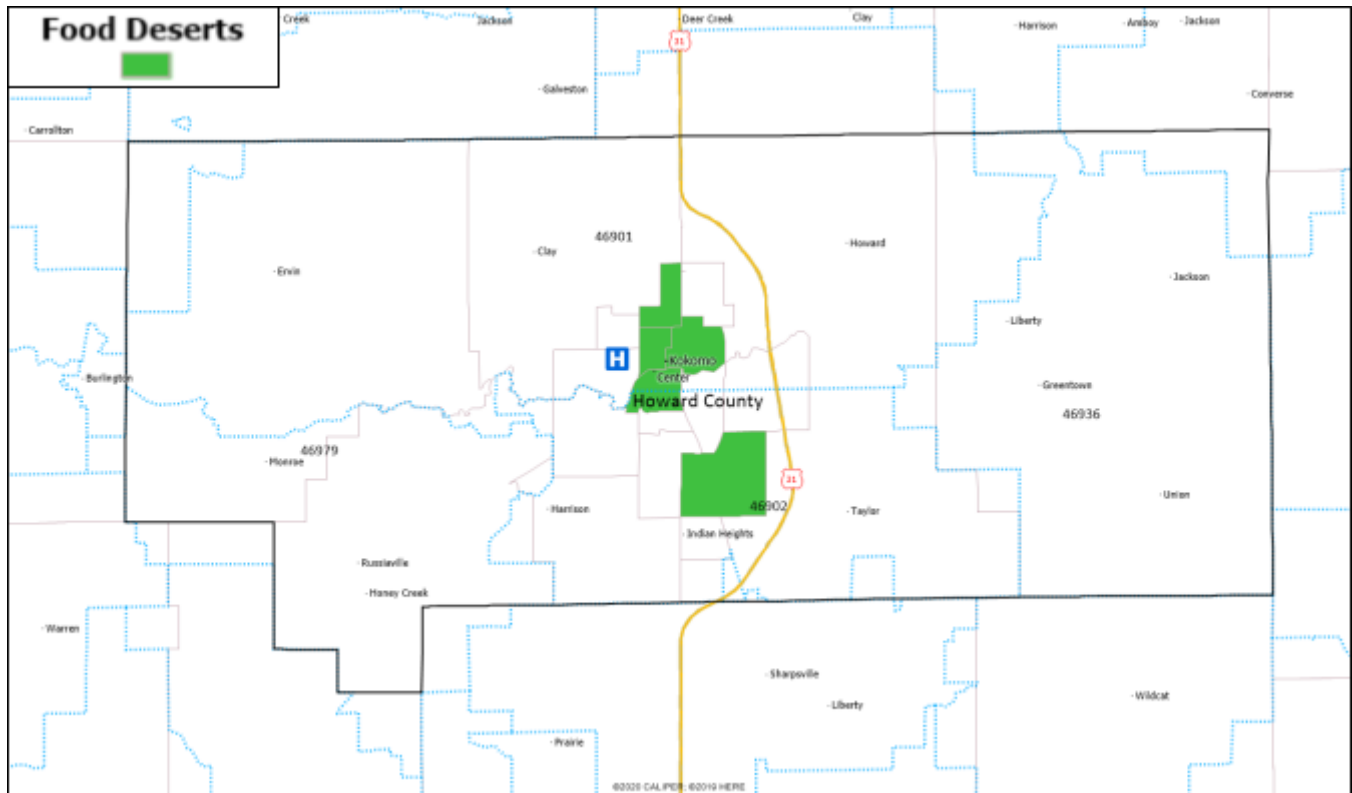 Food Deserts
Creek
Jackson
Deer Creek
Clay
Harrison
Amboy
Jackson
31
Galveston
Converse
Carrollton
46901
Clay
Howard
Ervin
Jackson
Liberty
H
Kokomo
Center
Burlington
Greentown
Howard County
46936
46979
Monroe
31
Union
46902
Harrison
Taylor
Indian Heights
Russiaville
Honey Creek
Warren
Sharpsville
Wildcat
Liberty
Prairie
©2020 CALIPER; ©2019 HERE